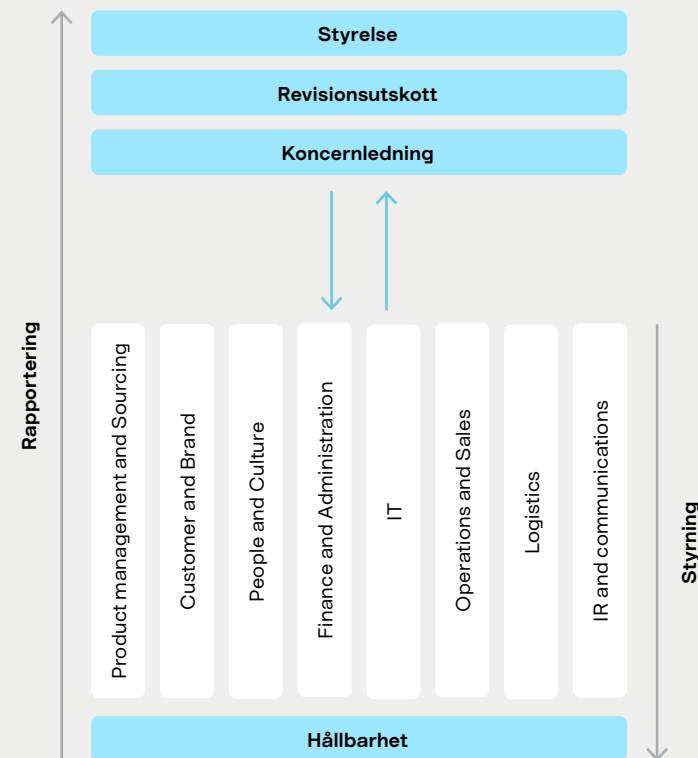 Styrelse
Revisionsutskott
Koncernledning
Rapportering
Product management and Sourcing
Customer and Brand
People and Culture
Finance and Administration
IT
Operations and Sales
Logistics
IR and communications
Styrning
Hållbarhet